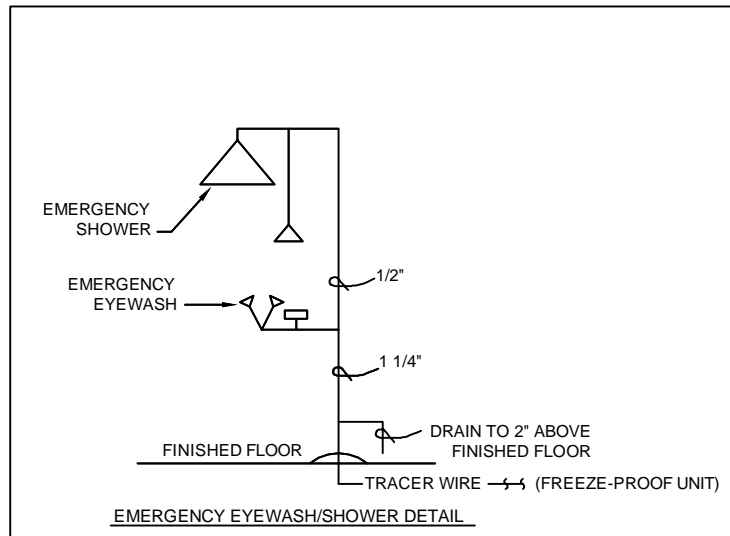 EMERGENCY
SHOWER
1/2"
EMERGENCY
EYEWASH
1 1/4"
DRAIN TO 2" ABOVE
FINISHED FLOOR
FINISHED FLOOR
TRACER WIRE (FREEZE-PROOF UNIT)
EMERGENCY EYEWASH/SHOWER DETAIL